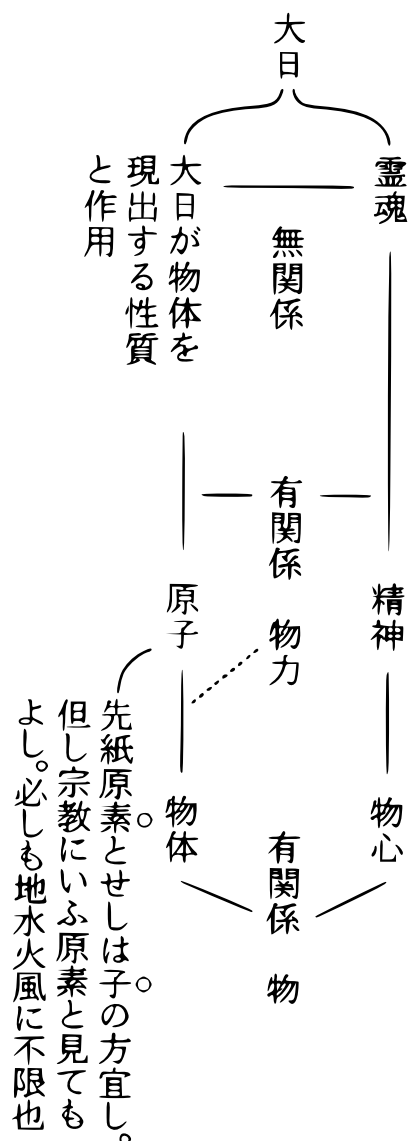 大日
霊魂
無関係
大日が物体を
現出する性質
と作用
有関係
精神
物力
原子
物心
物体
有関係
物
先紙原素とせしは子の方宜し。
但し宗教にいふ原素と見ても
よし。必しも地水火風に不限也